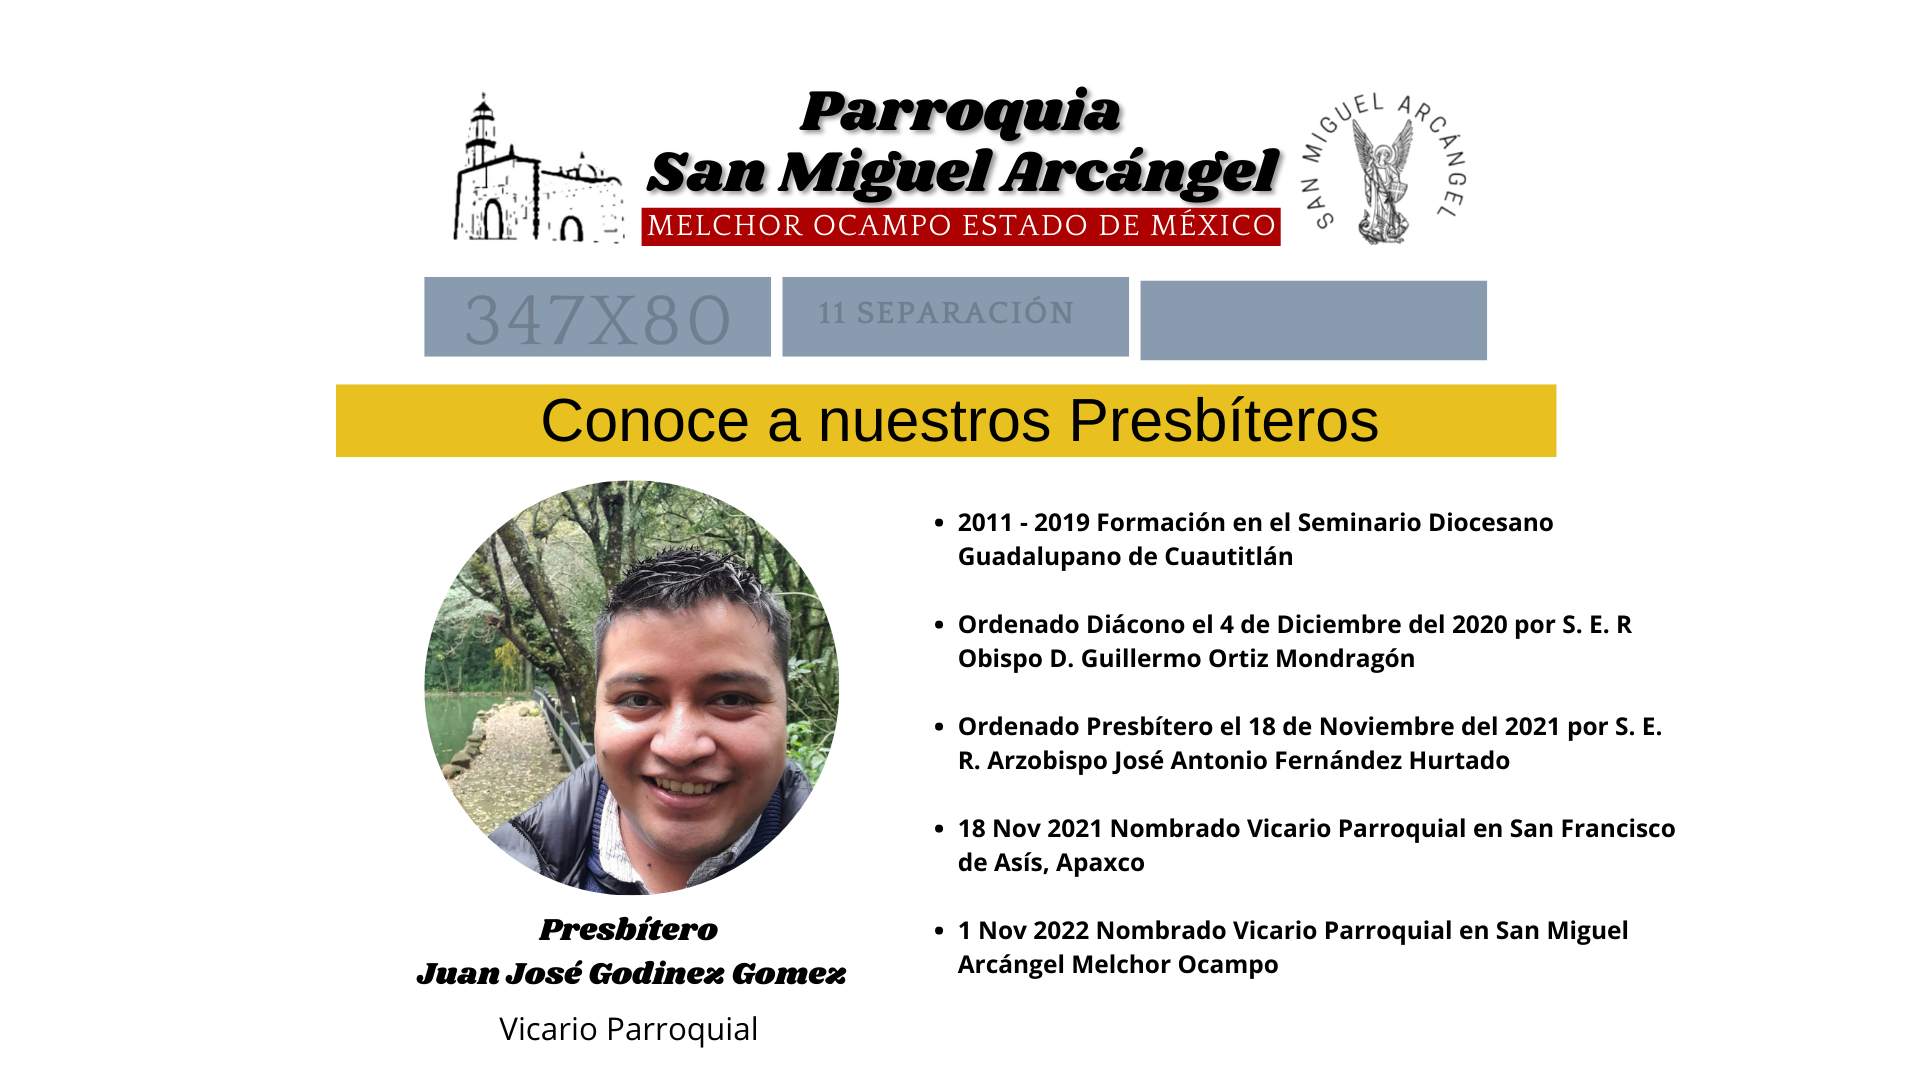 Parroquia
San Miguel Arcángel
MELCHOR OCAMPO ESTADO DE MÉXICO
SAN MIGUEL ARCÁNGEL
347X80
11 SEPARACIÓN
Conoce a nuestros Presbíteros
Presbítero
Juan José Godinez Gomez
Vicario Parroquial
• 2011 - 2019 Formación en el Seminario Diocesano
Guadalupano de Cuautitlán
• Ordenado Diácono el 4 de Diciembre del 2020 por S. E. R
Obispo D. Guillermo Ortiz Mondragón
• Ordenado Presbítero el 18 de Noviembre del 2021 por S. E.
R. Arzobispo José Antonio Fernández Hurtado
• 18 Nov 2021 Nombrado Vicario Parroquial en San Francisco
de Asís, Apaxco
• 1 Nov 2022 Nombrado Vicario Parroquial en San Miguel
Arcángel Melchor Ocampo